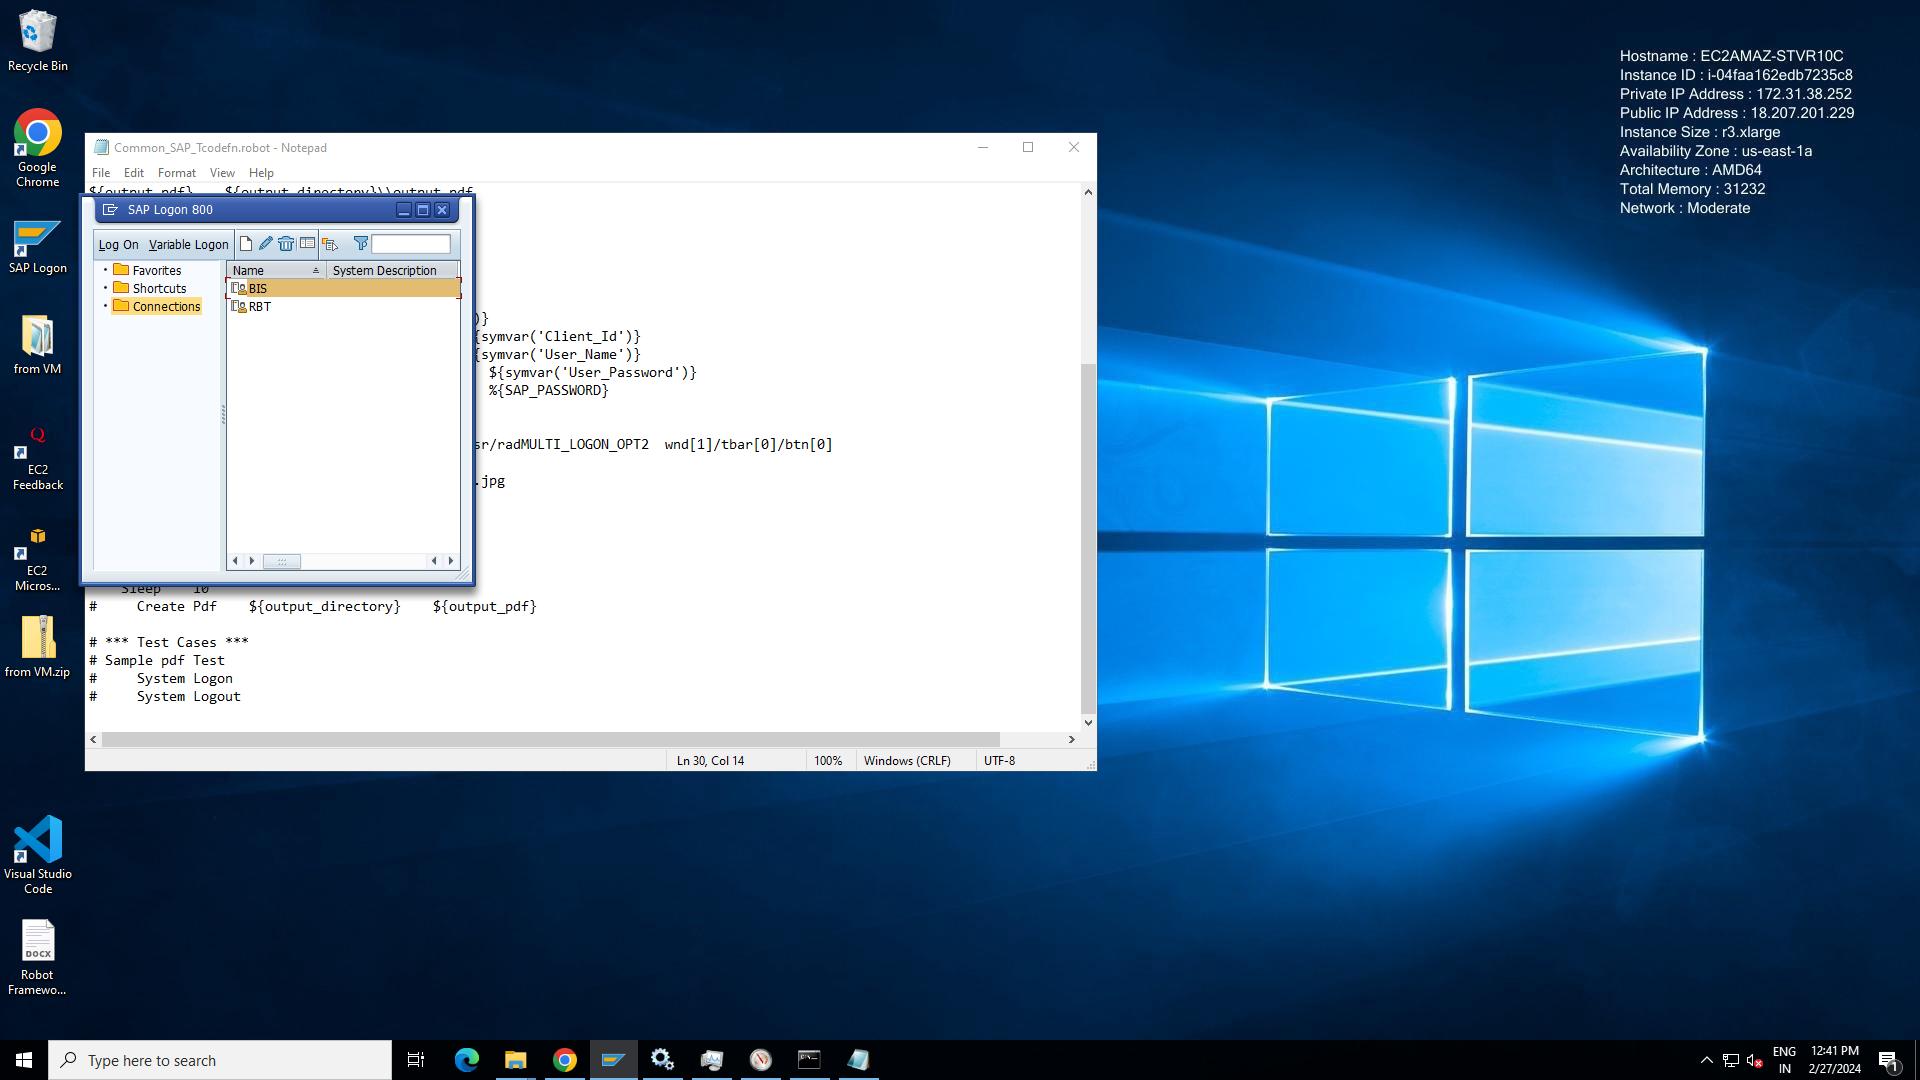 Recycle Bin
Google
Chrome
SAP Logon
from VM
EC2
Feedback
EC2
Micros...
from VM.zip
Visual Studio
Code
DOCX
Robot
Framewo...
Hostname : EC2AMAZ-STVR10C
Instance ID : i-04faa162edb7235c8
Private IP Address : 172.31.38.252
Public IP Address : 18.207.201.229
Instance Size : r3.xlarge
Availability Zone : us-east-1a
Architecture : AMD64
Total Memory : 31232
Network : Moderate
Common_SAP_Tcodefn.robot - Notepad
File Edit Format View Help
${output_pdf} ${output_directory}\\output.pdf
SAP Logon 800
Log On Variable Logon
Favorites
Shortcuts
Connections
Name System Description
BIS
RBT
)}
{symvar('Client_Id')}
{symvar('User_Name')}
${symvar('User_Password')}
%{SAP_PASSWORD}
sr/radMULTI_LOGON_OPT2 wnd[1]/tbar[0]/btn[0]
.jpg
Sleep 10
# Create Pdf ${output_directory} ${output_pdf}
# *** Test Cases ***
# Sample pdf Test
# System Logon
# System Logout
Ln 30, Col 14 100% Windows (CRLF) UTF-8
Type here to search
ENG
IN
12:41 PM
2/27/2024
1